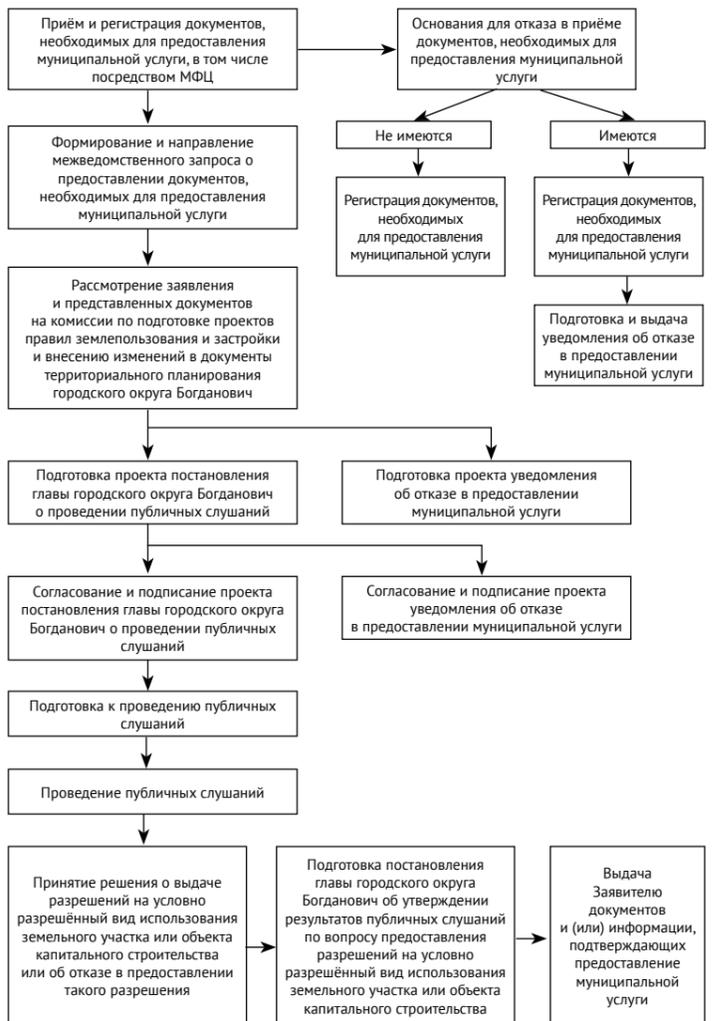 Приём и регистрация документов,
необходимых для предоставления
муниципальной услуги, в том числе
посредством МФЦ
Основания для отказа в приёме
документов, необходимых для
предоставления муниципальной
услуги
Не имеются
Имеются
Формирование и направление
межведомственного запроса о
предоставлении документов,
необходимых для предоставления
муниципальной услуги
Регистрация документов,
необходимых
для предоставления
муниципальной услуги
Регистрация документов,
необходимых
для предоставления
муниципальной услуги
Рассмотрение заявления
и представленных документов
на комиссии по подготовке проектов
правил землепользования и застройки
и внесению изменений в документы
территориального планирования
городского округа Богданович
Подготовка и выдача
уведомления об отказе
в предоставлении
муниципальной услуги
Подготовка проекта постановления
главы городского округа Богданович
о проведении публичных слушаний
Подготовка проекта уведомления
об отказе в предоставлении
муниципальной услуги
Согласование и подписание проекта
постановления главы городского округа
Богданович о проведении публичных
слушаний
Согласование и подписание проекта
уведомления об отказе
в предоставлении муниципальной услуги
Подготовка к проведению публичных
слушаний
Проведение публичных слушаний
Принятие решения о выдаче
разрешений на условно
разрешённый вид использования
земельного участка или объекта
капитального строительства
или об отказе в предоставлении
такого разрешения
Подготовка постановления
главы городского округа
Богданович об утверждении
результатов публичных слушаний
по вопросу предоставления
разрешений на условно
разрешённый вид использования
земельного участка или объекта
капитального строительства
Выдача
Заявителю
документов
и (или) информации,
подтверждающих
предоставление
муниципальной
услуги